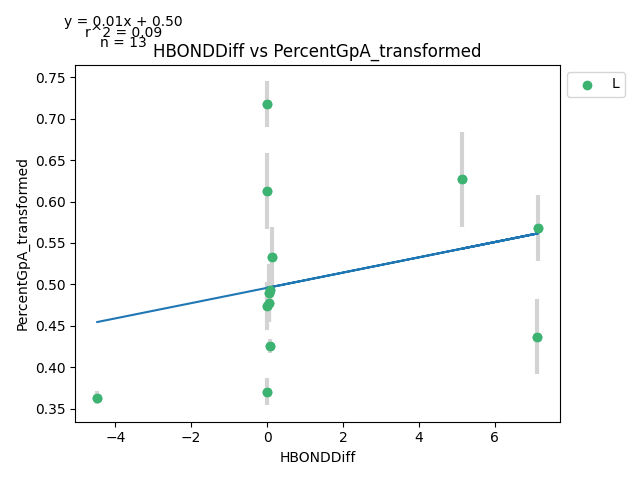 y = 0.01x + 0.50
r^2 = 0.09
n = 13
HBONDDiff vs PercentGpA_transformed
L
PercentGpA_transformed
0.75
0.70
0.65
0.60
0.55
0.50
0.45
0.40
0.35
−4 −2 0 2 4 6
HBONDDiff